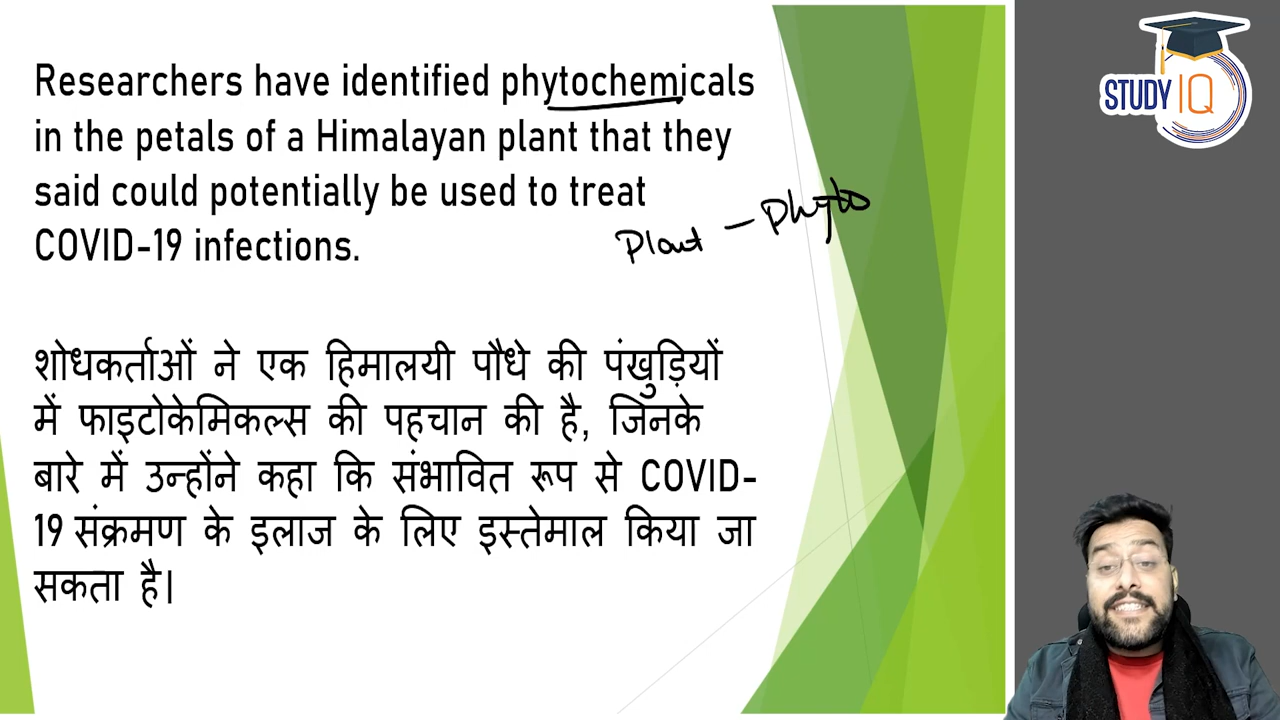 Researchers have identified phytochemicals
in the petals of a Himalayan plant that they
said could potentially be used to treat
COVID-19 infections.
Plant – Phyto
शोधकर्ताओं ने एक हिमालयी पौधे की पंखुड़ियों
में फाइटोकेमिकल्स की पहचान की है, जिनके
बारे में उन्होंने कहा कि संभावित रूप से COVID-
19 संक्रमण के इलाज के लिए इस्तेमाल किया जा
सकता है।
STUDY IQ